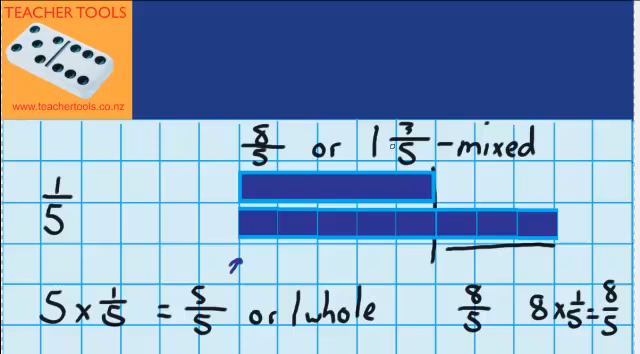 TEACHER TOOLS
www.teachertools.co.nz
8/5 or 1 3/5 - mixed
1/5
5 × 1/5 = 5/5 or 1 whole
8/5 8 × 1/5 = 8/5